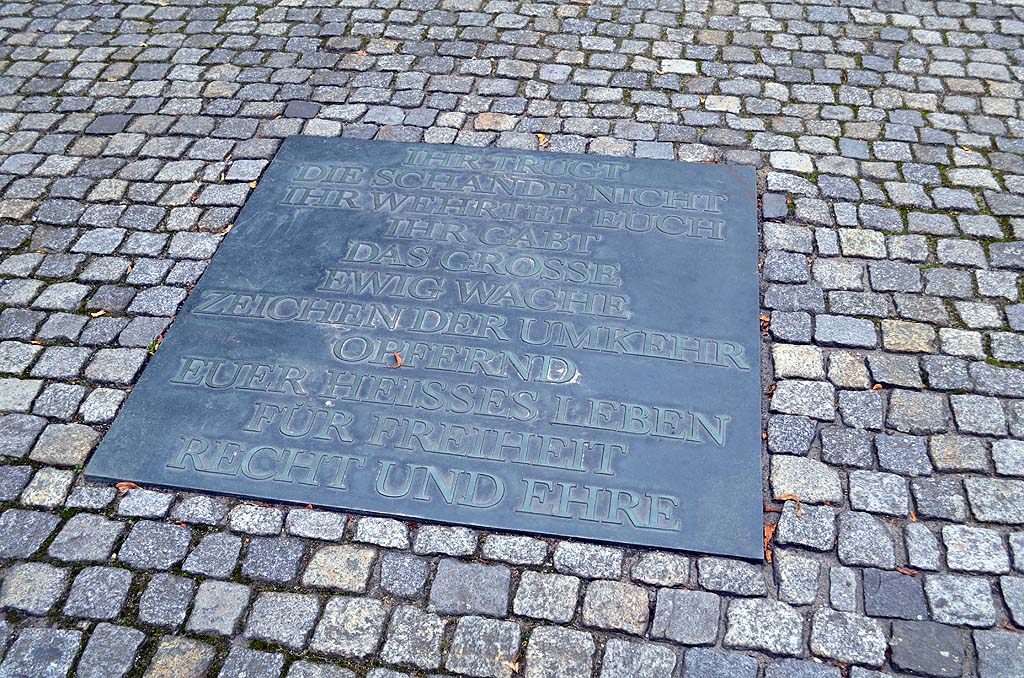 IHR TRUGT
DIE SCHANDE NICHT
IHR WEHRTET EUCH
IHR GABT
DAS GROSSE
EWIG WACHE
ZEICHEN DER UMKEHR
OPFERND
EUER HEISSES LEBEN
FÜR FREIHEIT
RECHT UND EHRE